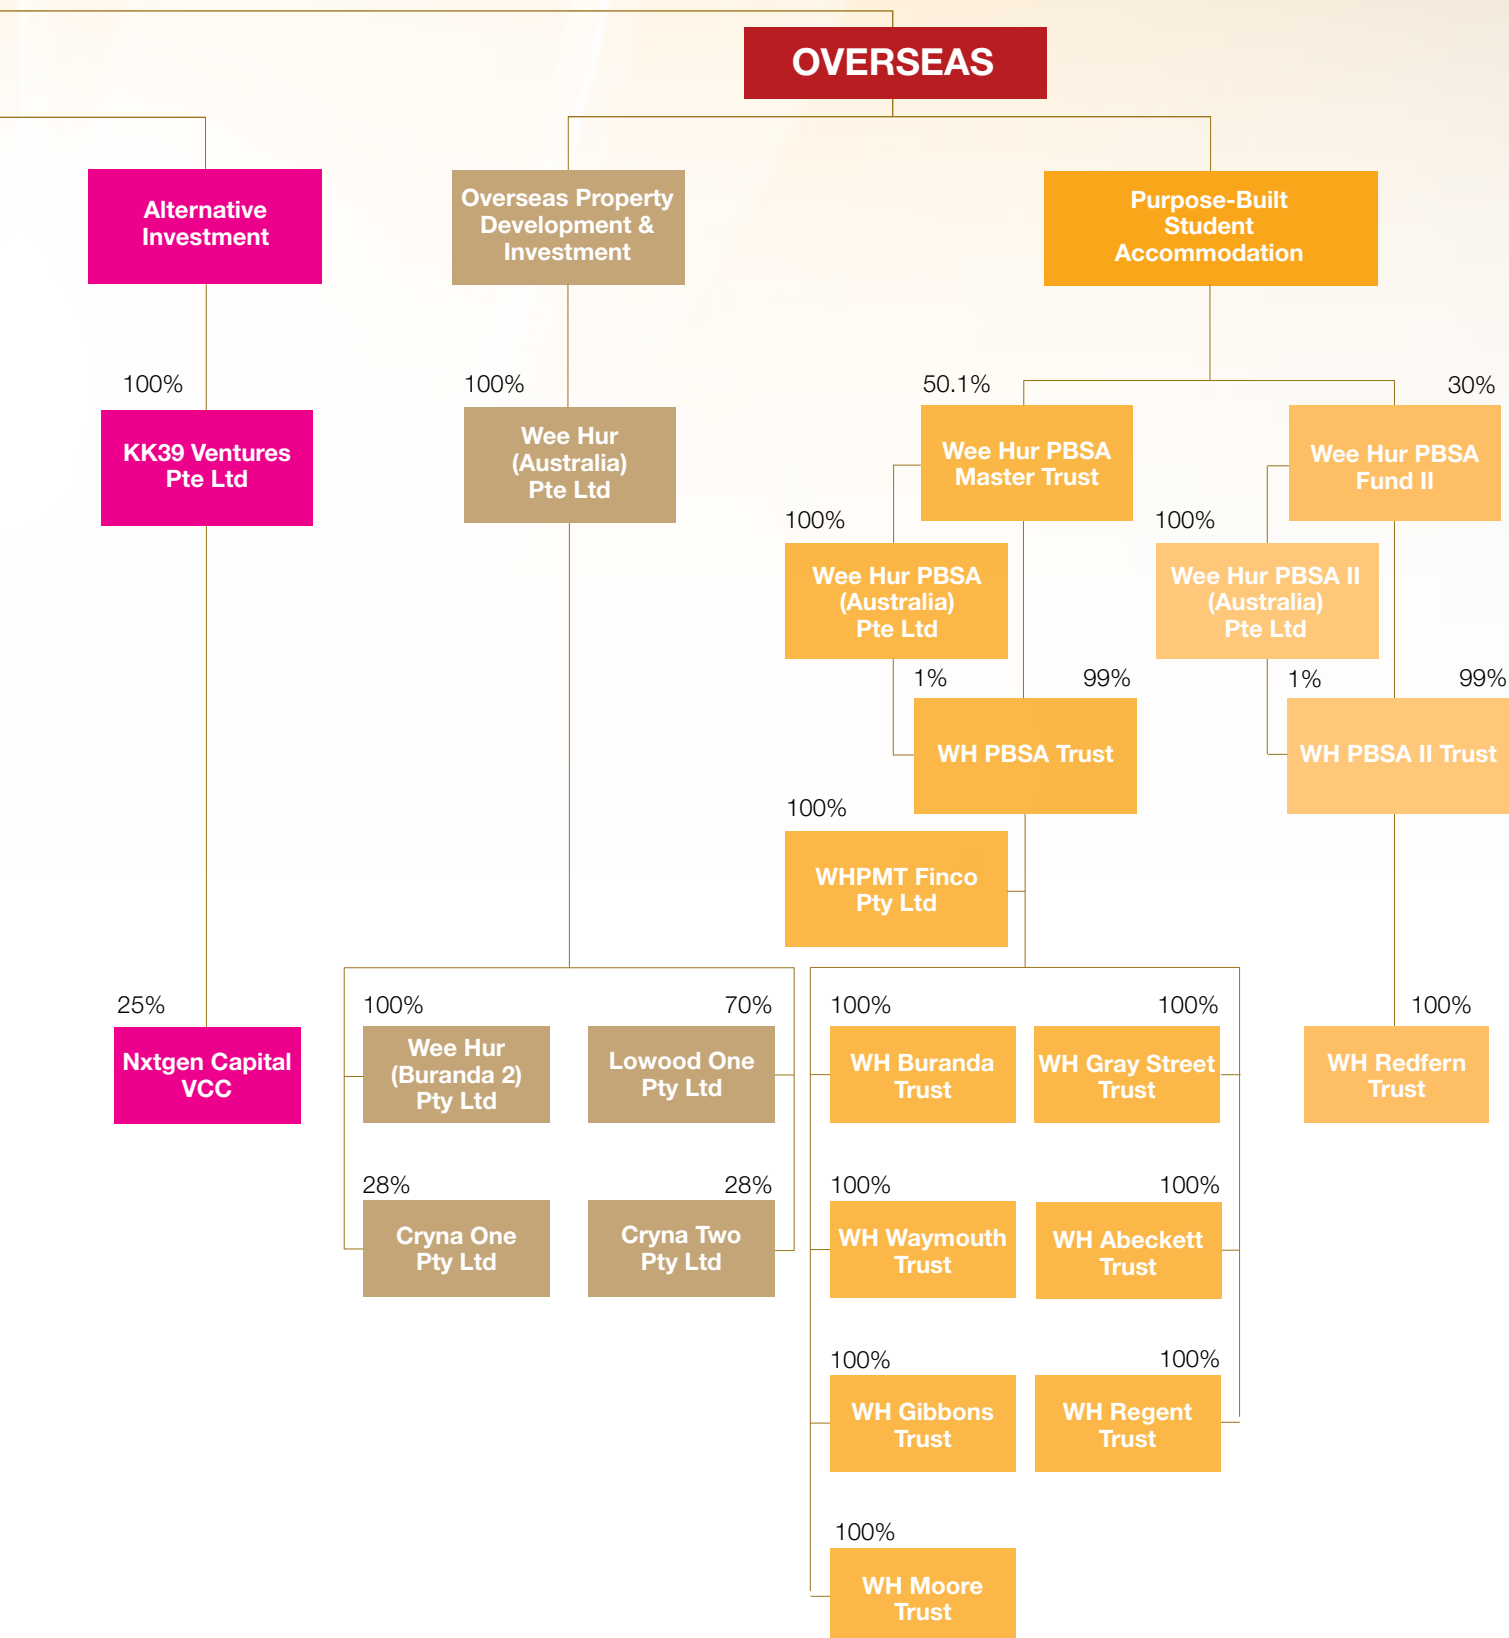 OVERSEAS
Alternative
Investment
Overseas Property
Development &
Investment
Purpose-Built
Student
Accommodation
100%
KK39 Ventures
Pte Ltd
100%
Wee Hur
(Australia)
Pte Ltd
50.1%
Wee Hur PBSA
Master Trust
30%
Wee Hur PBSA
Fund II
100%
Wee Hur PBSA
(Australia)
Pte Ltd
100%
Wee Hur PBSA II
(Australia)
Pte Ltd
1%
99%
WH PBSA Trust
1%
99%
WH PBSA II Trust
100%
WHPMT Finco
Pty Ltd
25%
Nxtgen Capital
VCC
100%
Wee Hur
(Buranda 2)
Pty Ltd
70%
Lowood One
Pty Ltd
100%
WH Buranda
Trust
100%
WH Gray Street
Trust
100%
WH Redfern
Trust
28%
Cryna One
Pty Ltd
28%
Cryna Two
Pty Ltd
100%
WH Waymouth
Trust
100%
WH Abeckett
Trust
100%
WH Gibbons
Trust
100%
WH Regent
Trust
100%
WH Moore
Trust